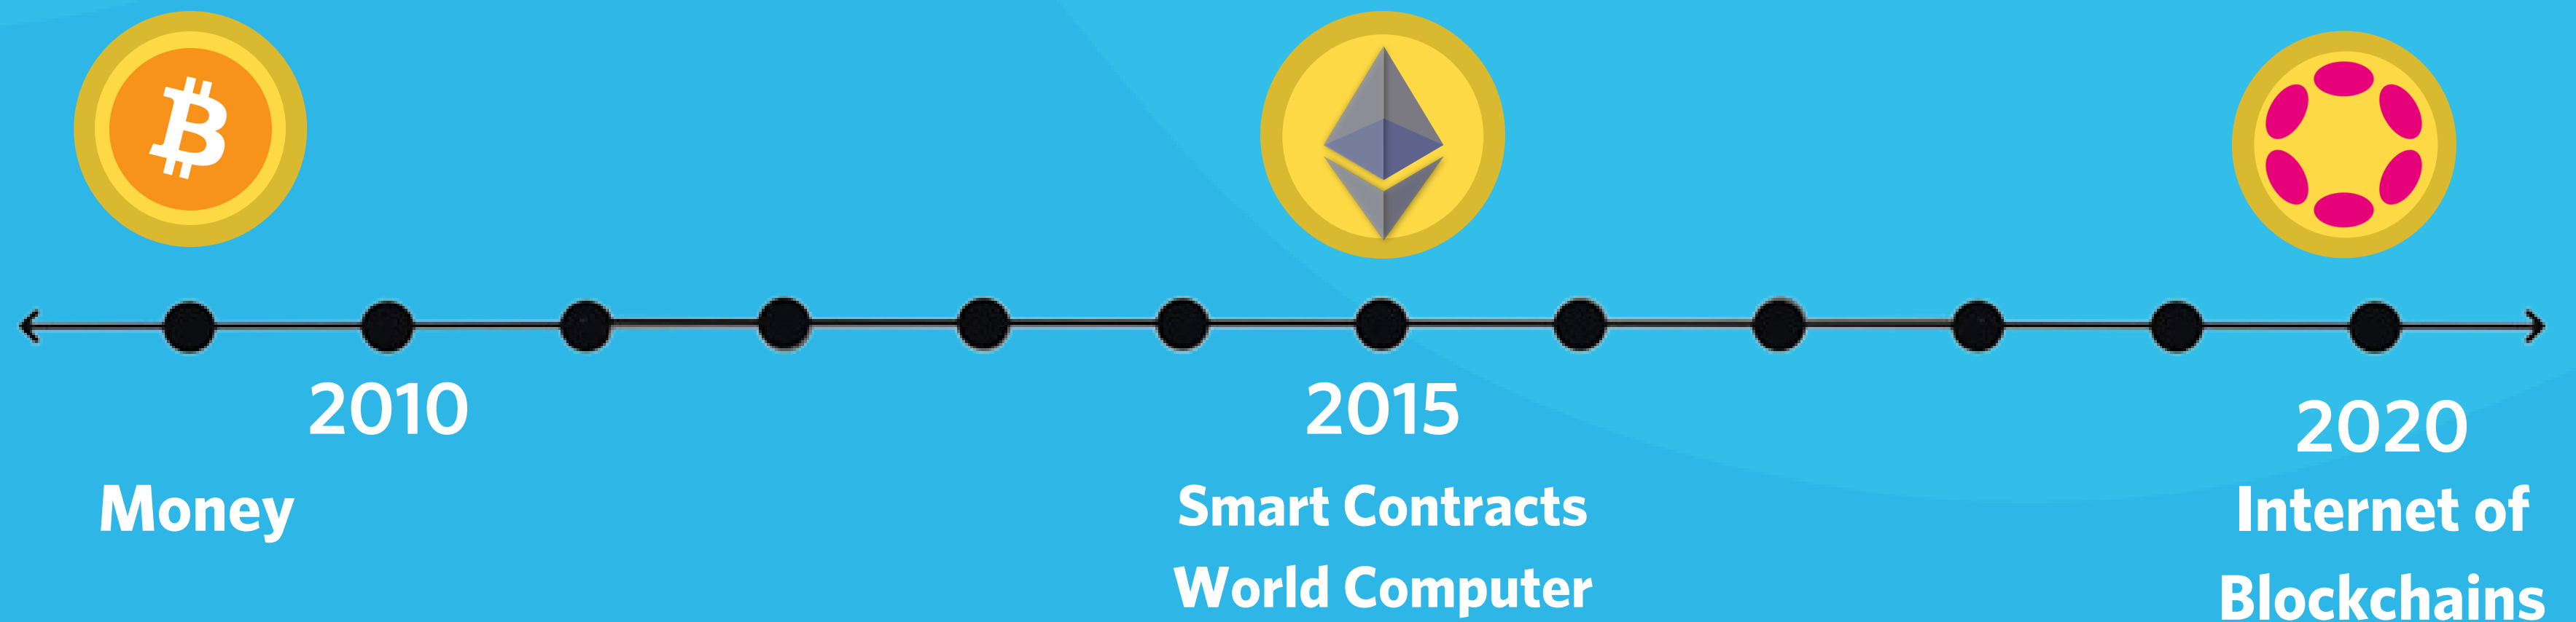 2010
2015
2020
Money
Smart Contracts
World Computer
Internet of
Blockchains